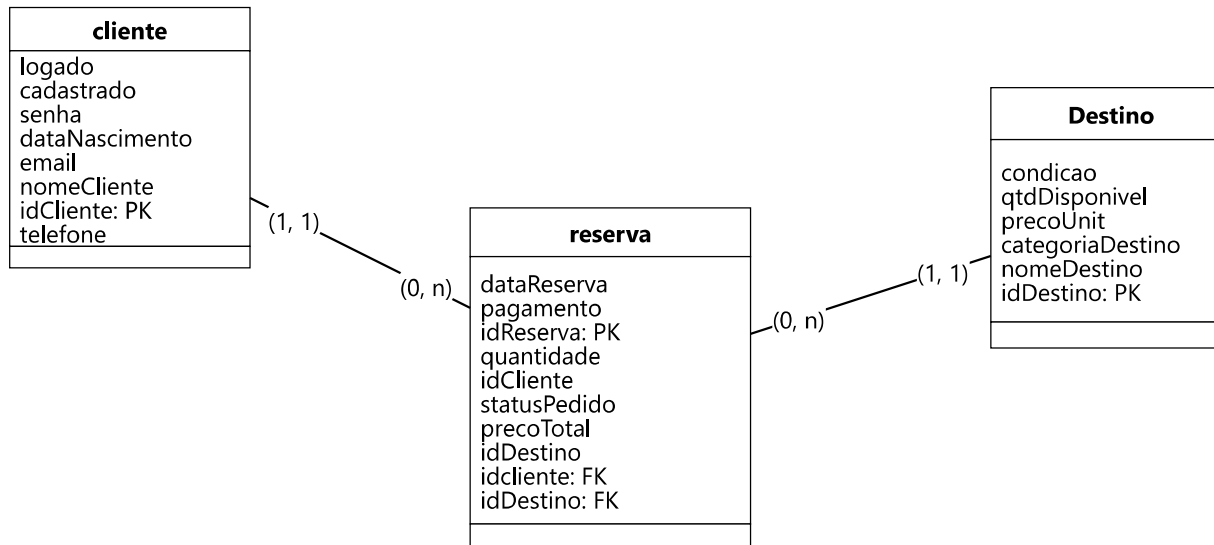 cliente
logado
cadastrado
senha
dataNascimento
email
nomeCliente
idCliente: PK
telefone
(1, 1)
(0, n)
reserva
dataReserva
pagamento
idReserva: PK
quantidade
idCliente
statusPedido
precoTotal
idDestino
idcliente: FK
idDestino: FK
(0, n)
(1, 1)
Destino
condicao
qtdDisponivel
precoUnit
categoriaDestino
nomeDestino
idDestino: PK